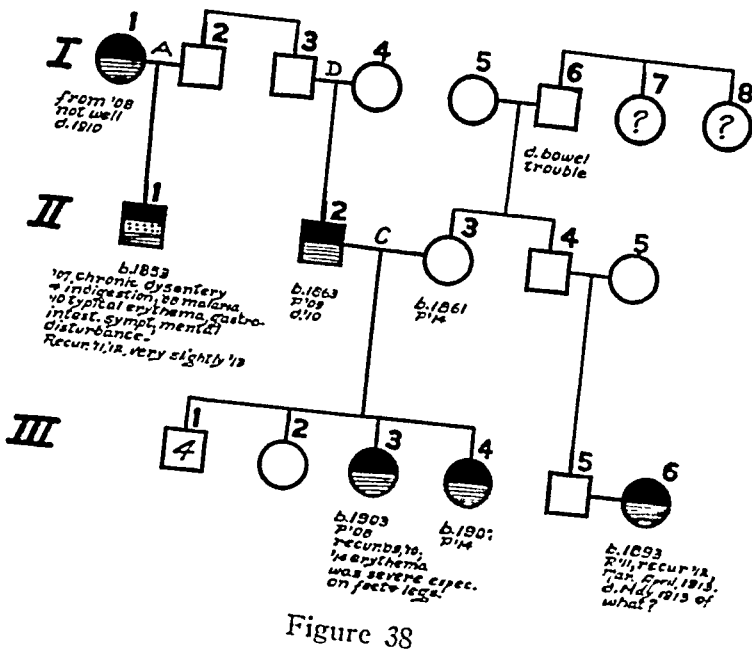 I
1
A
2
3
D
4
5
6
7
8
?
?
from '08
not well
d.1910
d. bowel
trouble
II
1
2
C
3
4
5
b.1853
'07, chronic dysentery
+ indigestion, '08 malaria
'10 typical erythema, gastro-
intest. sympt, mental
disturbance.
Recur. '11,'12, very slightly '13
b.1863
P'09
d.'10
b.1861
P'14
III
1
4
2
3
4
5
6
b.1903
P'08
recur. '09,'10;
'14 erythema
was severe espec.
on feet + legs.
P'14
b.1893
P.'11, recur '12,
April, 1913.
d. May 1913 of
what?
Figure 38